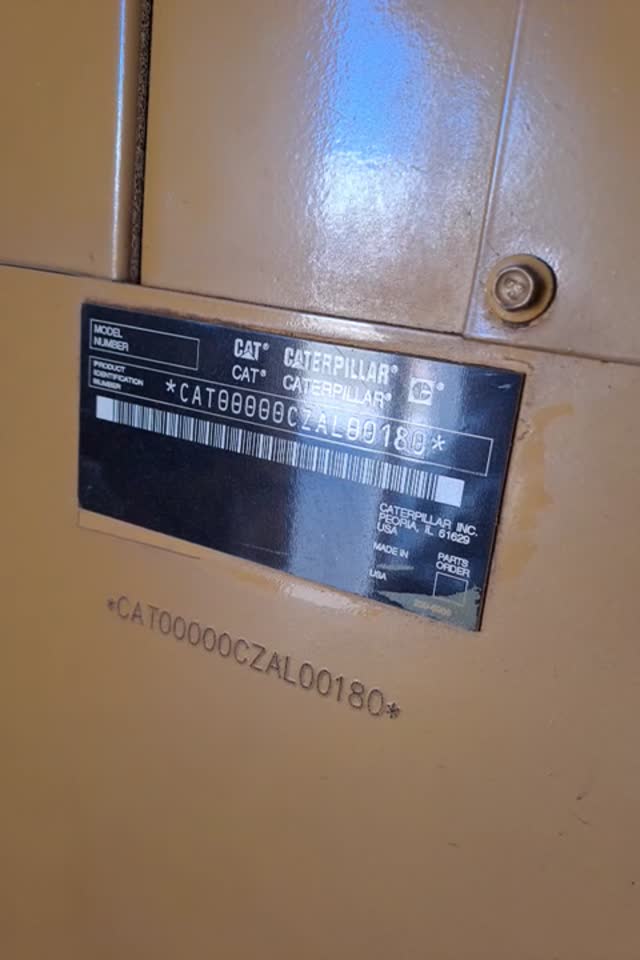 MODEL
NUMBER
CAT® CATERPILLAR®
CAT® CATERPILLAR® ®
PRODUCT
IDENTIFICATION
NUMBER
*CAT00000CZAL00180*
CATERPILLAR INC.
PEORIA, IL 61629
USA
MADE IN
USA
PARTS
ORDER
*CAT00000CZAL00180*